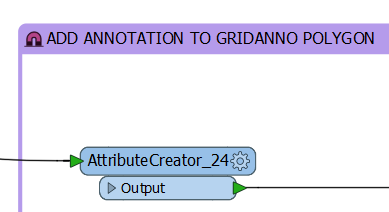 ADD ANNOTATION TO GRIDANNO POLYGON
AttributeCreator_24
Output